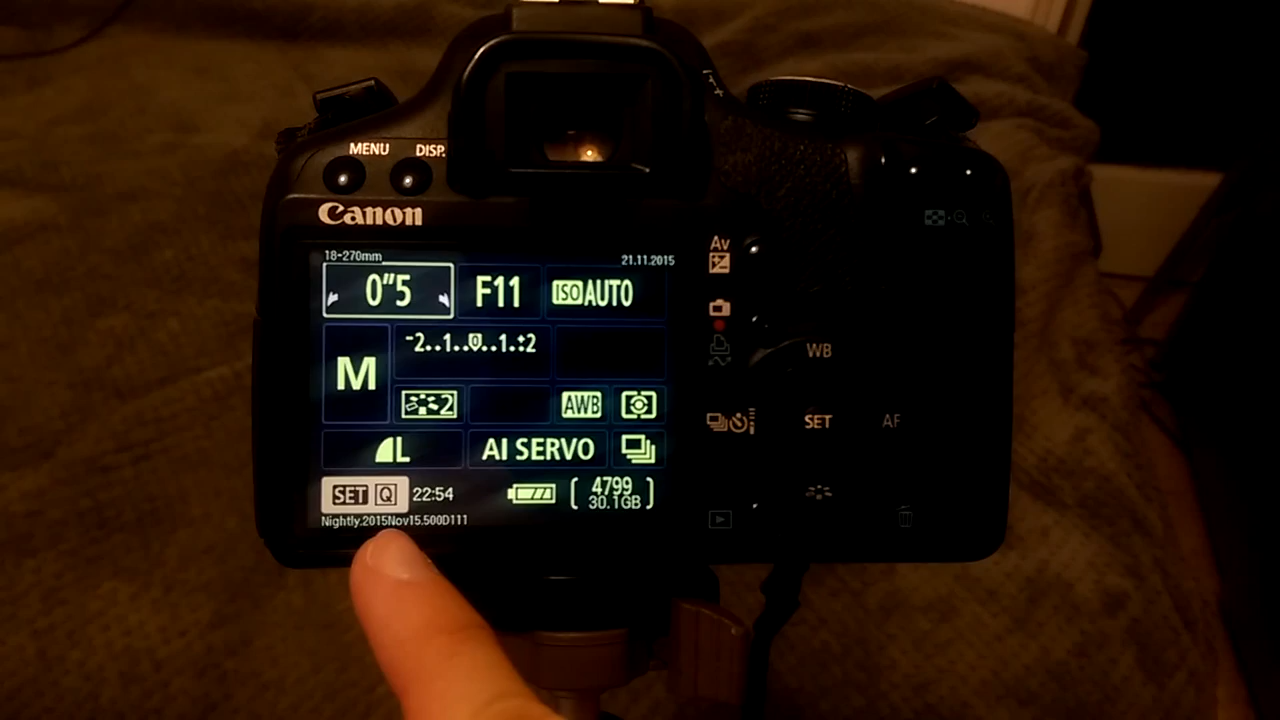 MENU DISP.
Canon
18-270mm 21.11.2015
0"5 F11 ISO AUTO
-2..1..0..1.:+2
M
2 AWB
L AI SERVO
SET Q 22:54 [4799]
30.1GB
Nightly.2015Nov15.500D111
Av
WB
SET AF